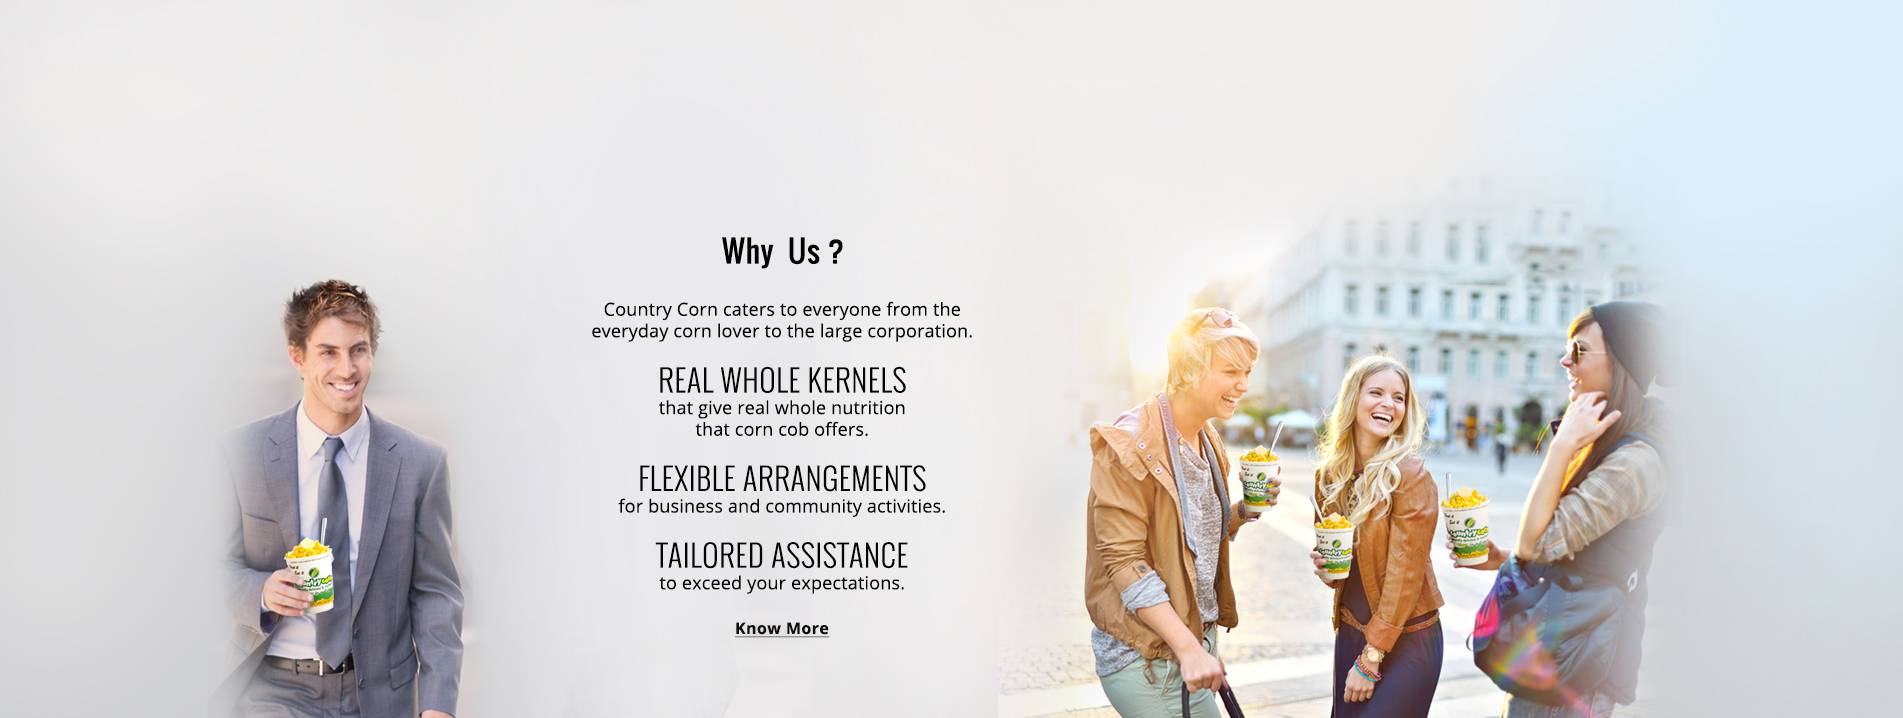 Why Us ?
Country Corn caters to everyone from the
everyday corn lover to the large corporation.
REAL WHOLE KERNELS
that give real whole nutrition
that corn cob offers.
FLEXIBLE ARRANGEMENTS
for business and community activities.
TAILORED ASSISTANCE
to exceed your expectations.
Know More